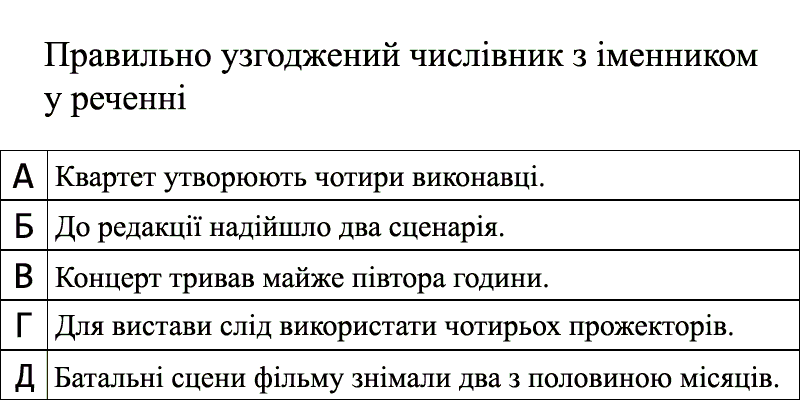 Правильно узгоджений числівник з іменником
у реченні
А Квартет утворюють чотири виконавці.
Б До редакції надійшло два сценарія.
В Концерт тривав майже півтора години.
Г Для вистави слід використати чотирьох прожекторів.
Д Батальні сцени фільму знімали два з половиною місяців.